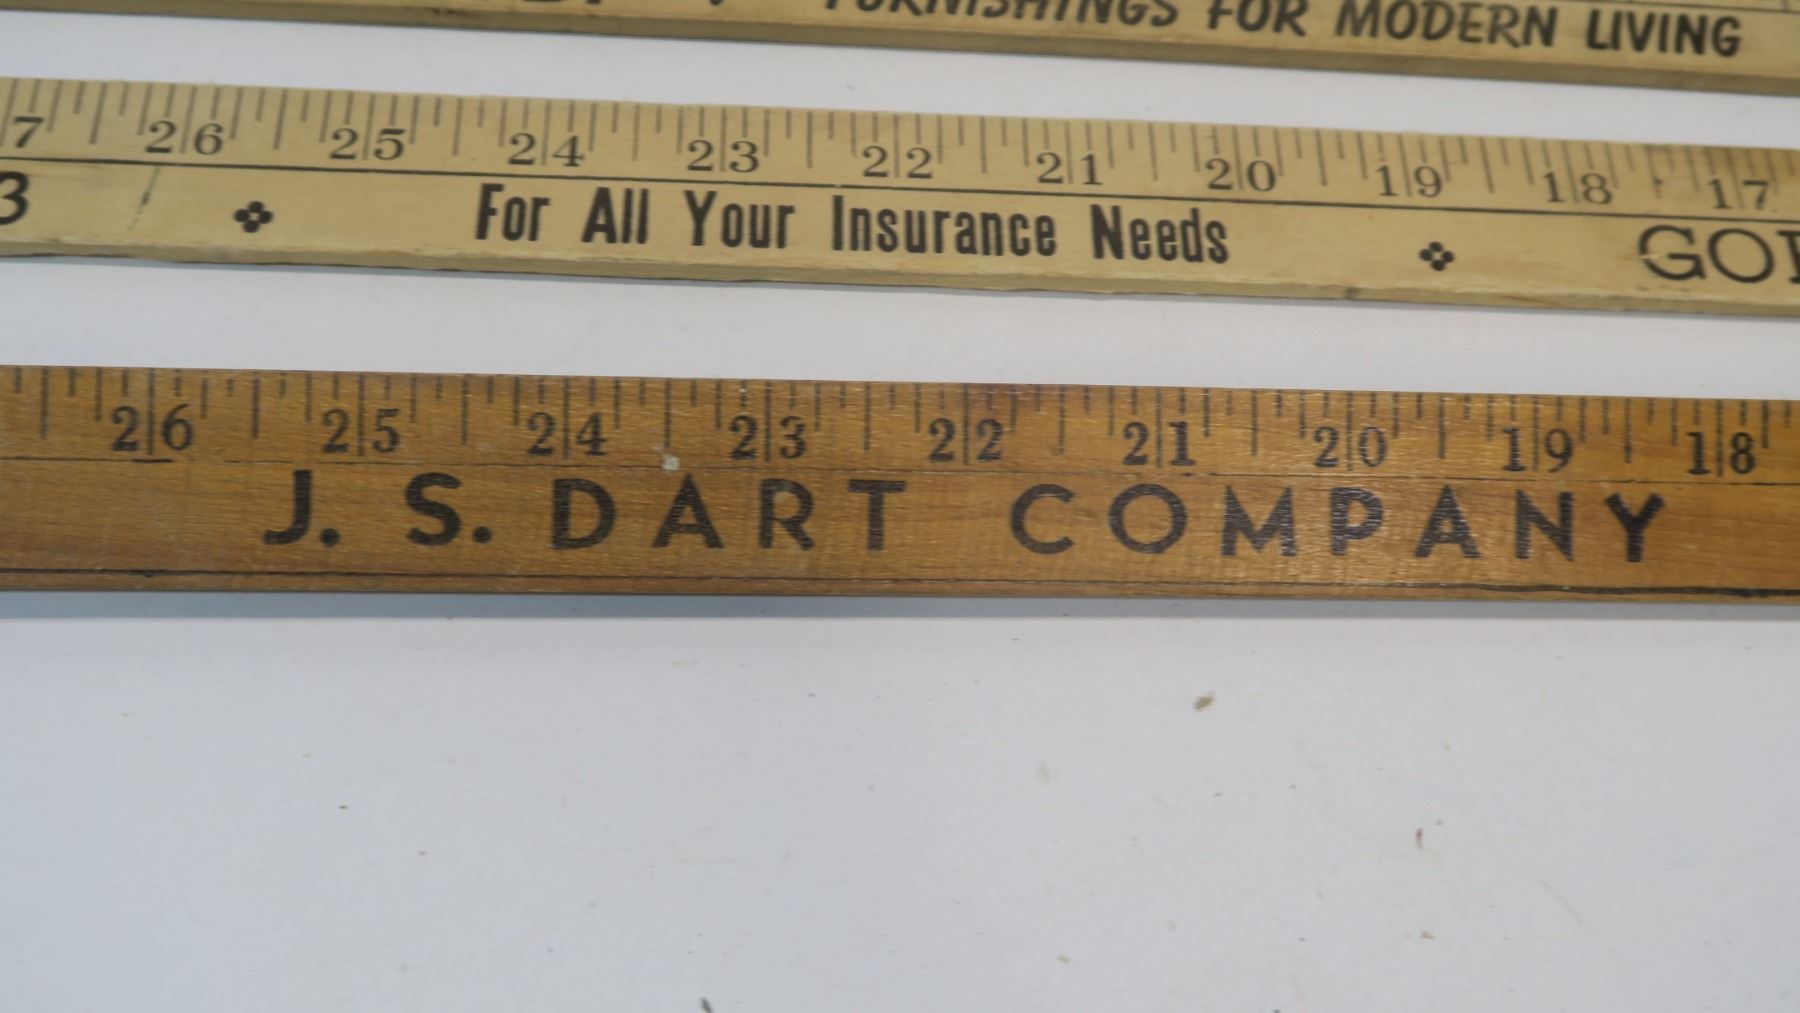 FURNISHINGS FOR MODERN LIVING
26 25 24 23 22 21 20 19 18 17
3 For All Your Insurance Needs
26 25 24 23 22 21 20 19 18
J. S. DART COMPANY